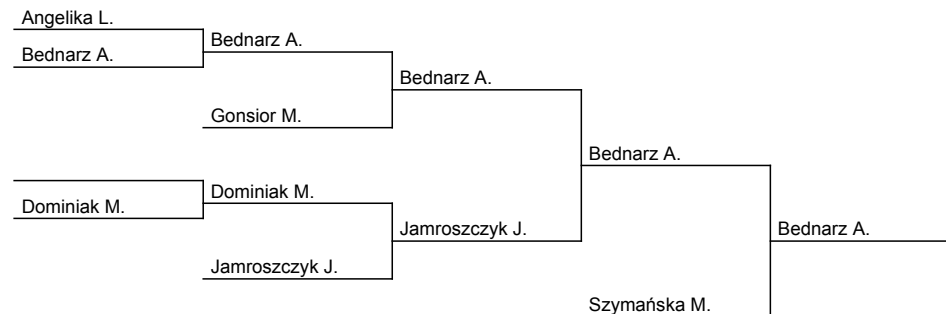 Angelika L.
Bednarz A.
Bednarz A.
Bednarz A.
Gonsior M.
Bednarz A.
Dominiak M.
Dominiak M.
Jamroszczyk J.
Bednarz A.
Jamroszczyk J.
Szymańska M.